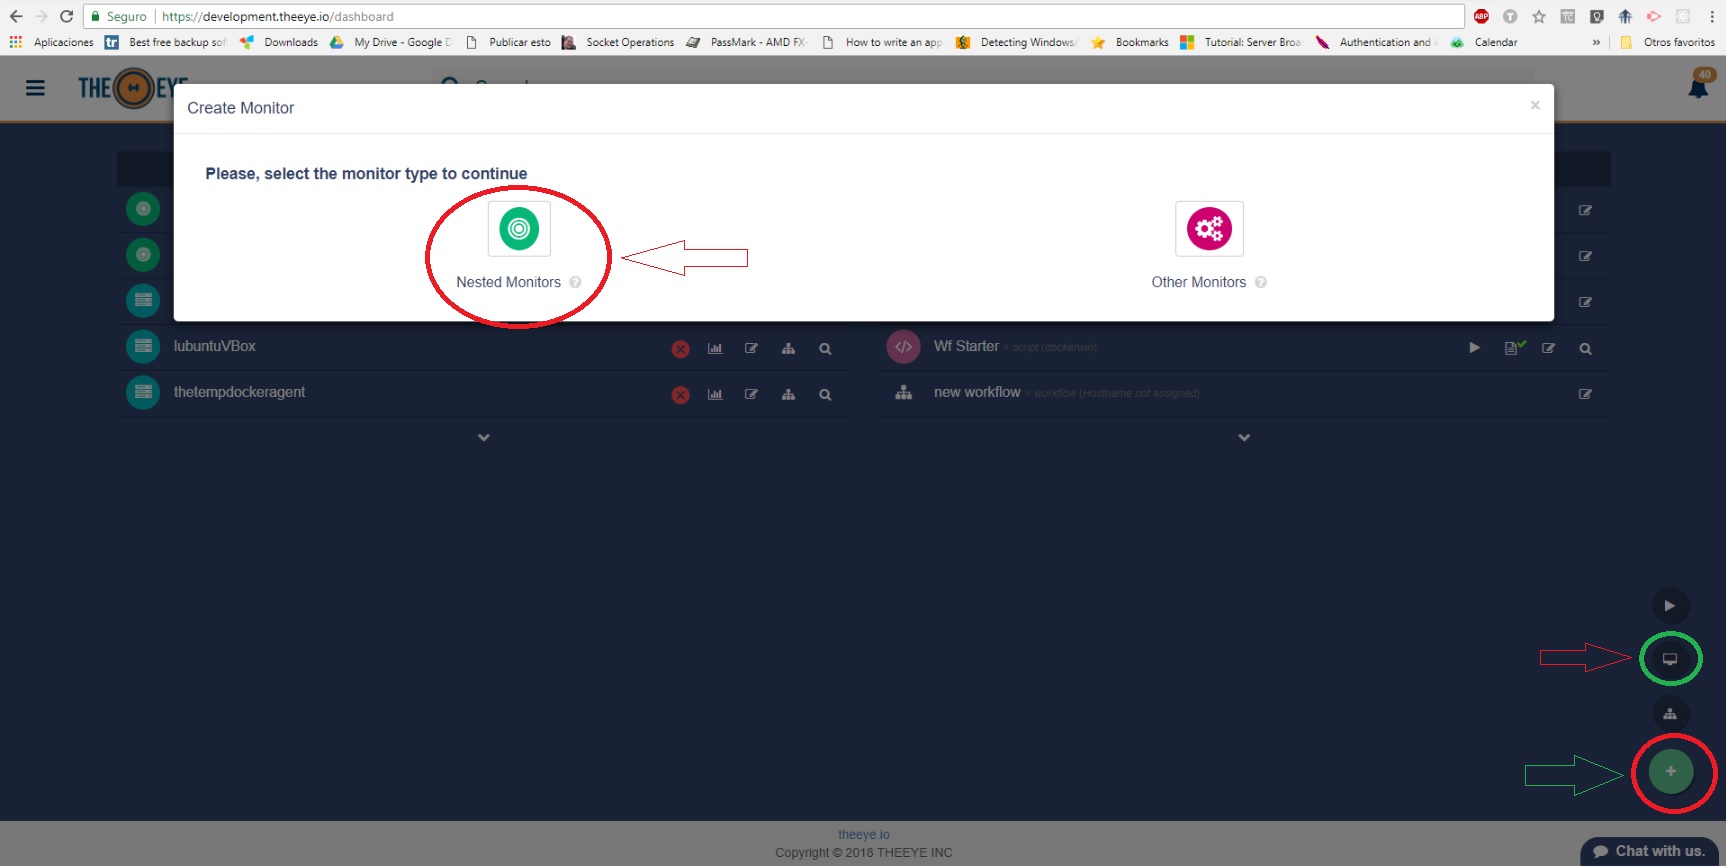 Seguro https://development.theeye.io/dashboard
ABP
Aplicaciones tr Best free backup sof Downloads My Drive - Google D Publicar esto Socket Operations PassMark - AMD FX- How to write an app Detecting Windows Bookmarks Tutorial: Server Broa Authentication and Calendar » Otros favoritos
THE EYE
40
Create Monitor ×
Please, select the monitor type to continue
Nested Monitors ?
Other Monitors ?
lubuntuVBox
Wf Starter > script (dockerwin)
thetempdockeragent
new workflow > workflow (Hostname not assigned)
+
theeye.io
Copyright © 2018 THEEYE INC
Chat with us.